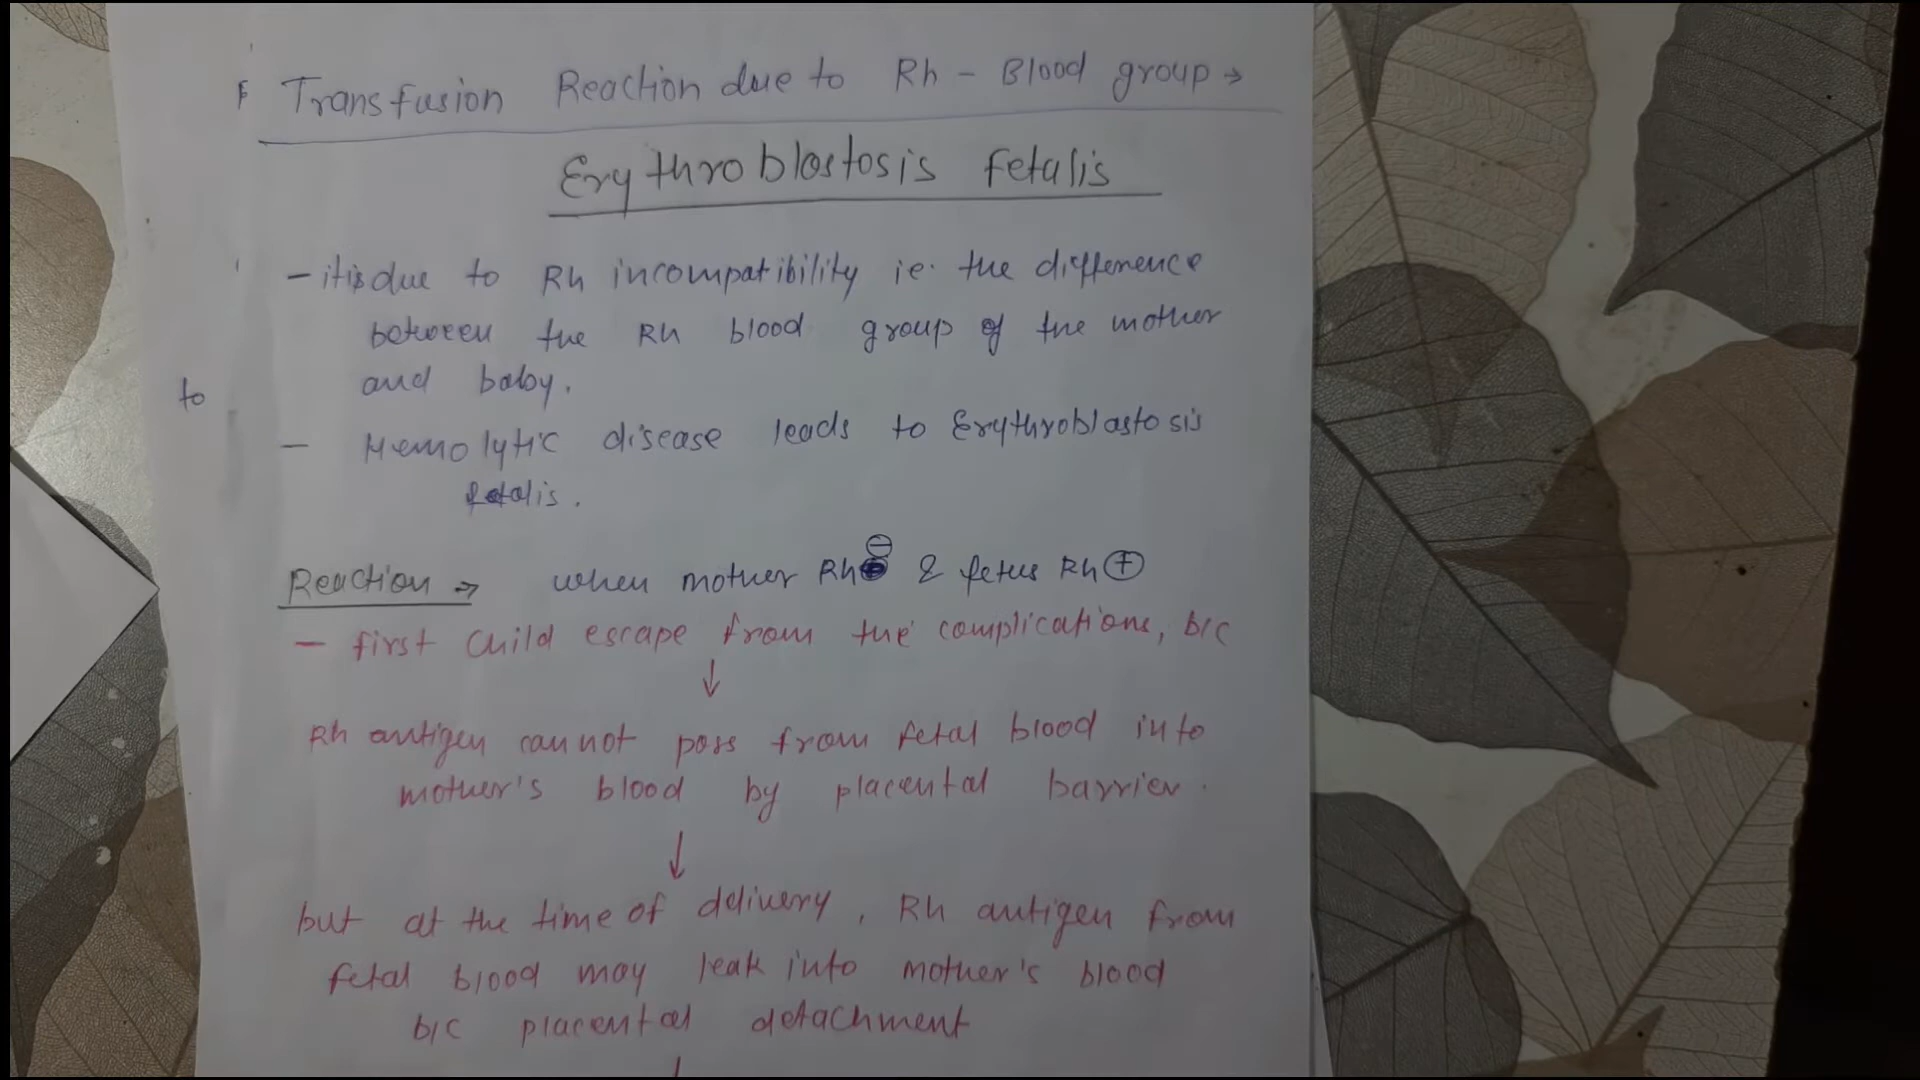 Transfusion Reaction due to Rh - Blood group →
Erythroblastosis fetalis
- it is due to Rh incompatibility ie. the difference
between the Rh blood group of the mother
and baby.
to
- Hemolytic disease leads to Erythroblastosis
fetalis.
Reaction → when mother Rh ⊖ & fetus Rh ⊕
- first child escape from the complications, b/c
↓
Rh antigen cannot pass from fetal blood into
mother's blood by placental barrier.
↓
but at the time of delivery, Rh antigen from
fetal blood may leak into mother's blood
b/c placental detachment